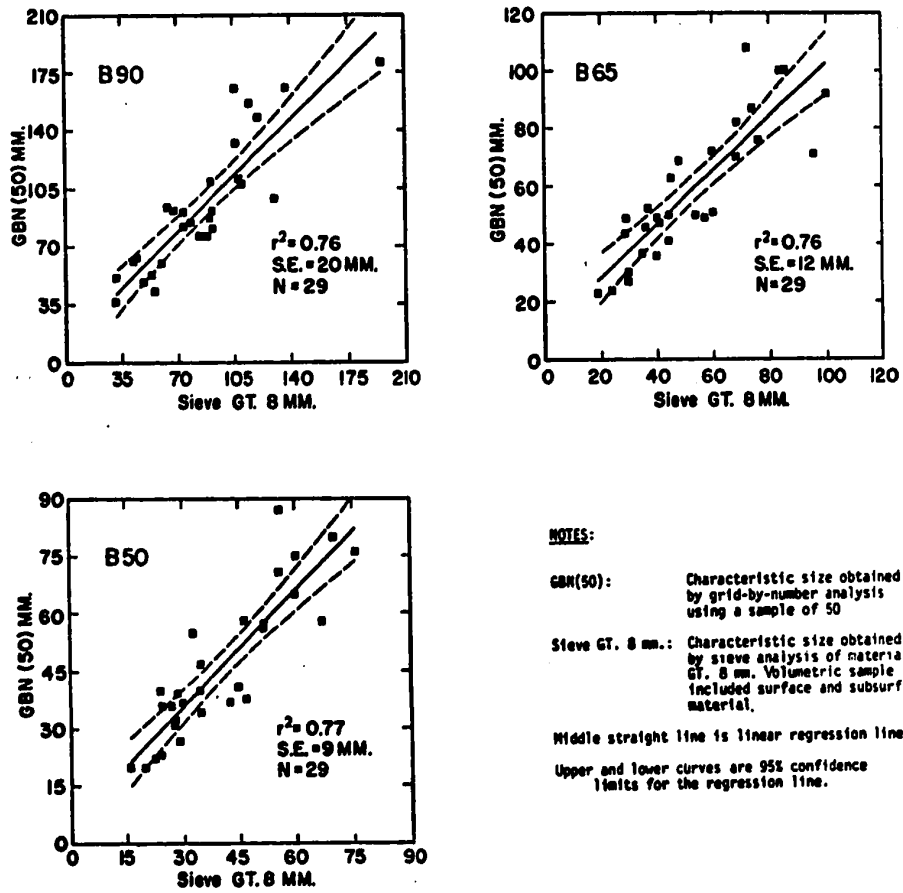 210
175
140
105
70
35
0
GBN (50) MM.
B90
r²= 0.76
S.E. = 20 MM.
N = 29
0 35 70 105 140 175 210
Sieve GT. 8 MM.
120
100
80
60
40
20
0
GBN (50) MM.
B65
r²=0.76
S.E. = 12 MM.
N = 29
0 20 40 60 80 100 120
Sieve GT. 8 MM.
90
75
60
45
30
15
0
GBN (50) MM.
B50
r²= 0.77
S.E. = 9 MM.
N = 29
0 15 30 45 60 75 90
Sieve GT. 8 MM.
NOTES:
GBN(50): Characteristic size obtained
by grid-by-number analysis
using a sample of 50
Sieve GT. 8 mm.: Characteristic size obtained
by sieve analysis of materia
GT. 8 mm. Volumetric sample
included surface and subsurf
material.
Middle straight line is linear regression line
Upper and lower curves are 95% confidence
limits for the regression line.